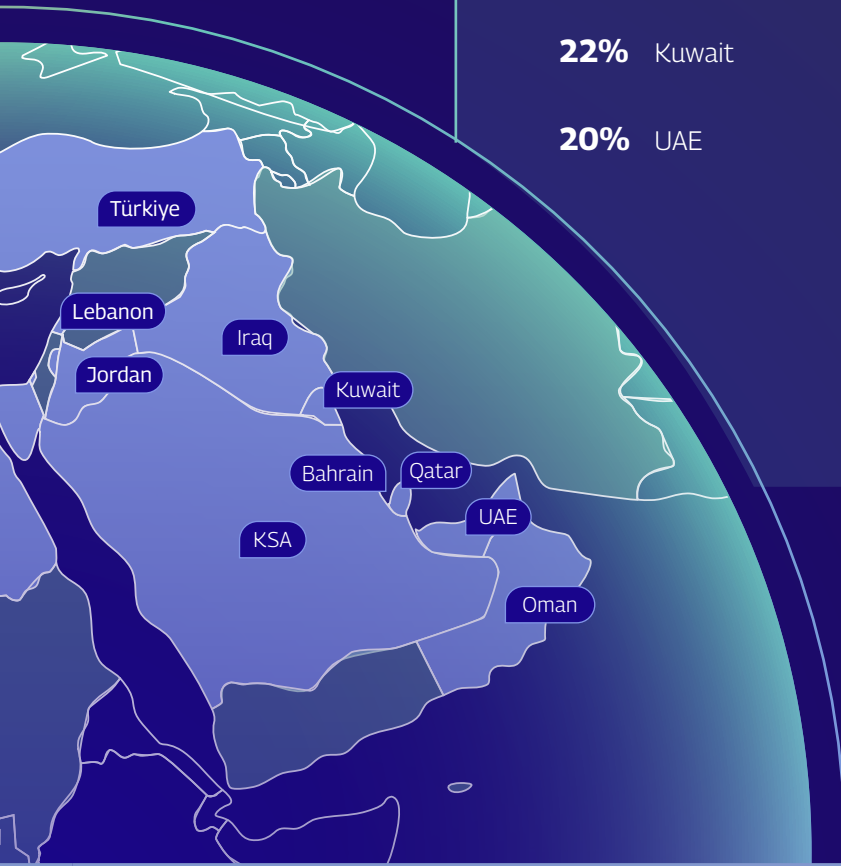 22% Kuwait
20% UAE
Türkiye
Lebanon
Iraq
Jordan
Kuwait
Bahrain
Qatar
UAE
KSA
Oman